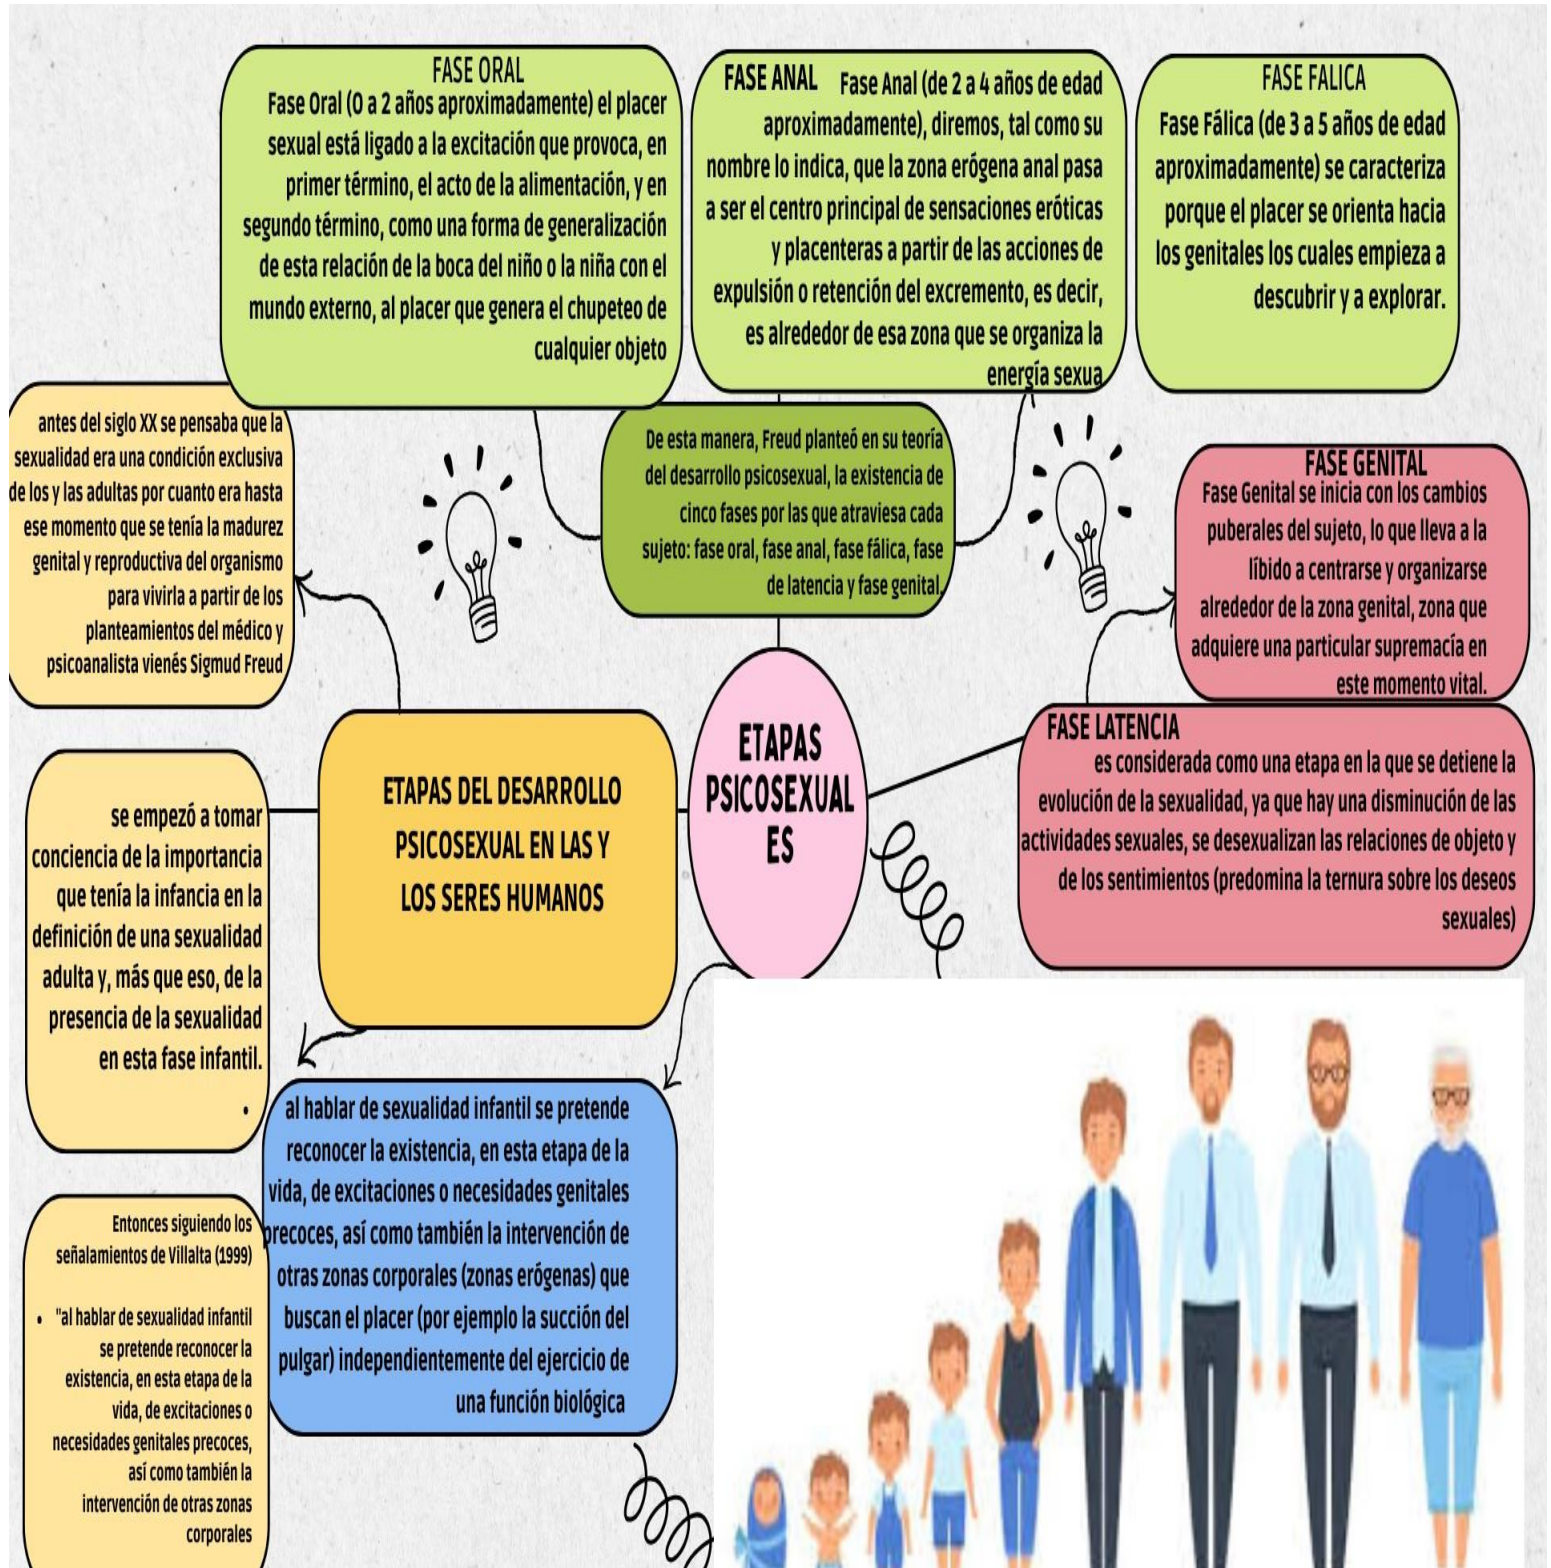 FASE ORAL
Fase Oral (0 a 2 años aproximadamente) el placer
sexual está ligado a la excitación que provoca, en
primer término, el acto de la alimentación, y en
segundo término, como una forma de generalización
de esta relación de la boca del niño o la niña con el
mundo externo, al placer que genera el chupeteo de
cualquier objeto
FASE ANAL Fase Anal (de 2 a 4 años de edad
aproximadamente), diremos, tal como su
nombre lo indica, que la zona erógena anal pasa
a ser el centro principal de sensaciones eróticas
y placenteras a partir de las acciones de
expulsión o retención del excremento, es decir,
es alrededor de esa zona que se organiza la
energía sexua
FASE FALICA
Fase Fálica (de 3 a 5 años de edad
aproximadamente) se caracteriza
porque el placer se orienta hacia
los genitales los cuales empieza a
descubrir y a explorar.
antes del siglo XX se pensaba que la
sexualidad era una condición exclusiva
de los y las adultas por cuanto era hasta
ese momento que se tenía la madurez
genital y reproductiva del organismo
para vivirla a partir de los
planteamientos del médico y
psicoanalista vienés Sigmud Freud
De esta manera, Freud planteó en su teoría
del desarrollo psicosexual, la existencia de
cinco fases por las que atraviesa cada
sujeto: fase oral, fase anal, fase fálica, fase
de latencia y fase genital.
FASE GENITAL
Fase Genital se inicia con los cambios
puberales del sujeto, lo que lleva a la
líbido a centrarse y organizarse
alrededor de la zona genital, zona que
adquiere una particular supremacía en
este momento vital.
FASE LATENCIA
es considerada como una etapa en la que se detiene la
evolución de la sexualidad, ya que hay una disminución de las
actividades sexuales, se desexualizan las relaciones de objeto y
de los sentimientos (predomina la ternura sobre los deseos
sexuales)
ETAPAS
PSICOSEXUAL
ES
ETAPAS DEL DESARROLLO
PSICOSEXUAL EN LAS Y
LOS SERES HUMANOS
se empezó a tomar
conciencia de la importancia
que tenía la infancia en la
definición de una sexualidad
adulta y, más que eso, de la
presencia de la sexualidad
en esta fase infantil.
•
al hablar de sexualidad infantil se pretende
reconocer la existencia, en esta etapa de la
vida, de excitaciones o necesidades genitales
precoces, así como también la intervención de
otras zonas corporales (zonas erógenas) que
buscan el placer (por ejemplo la succión del
pulgar) independientemente del ejercicio de
una función biológica
Entonces siguiendo los
señalamientos de Villalta (1999)
• "al hablar de sexualidad infantil
se pretende reconocer la
existencia, en esta etapa de la
vida, de excitaciones o
necesidades genitales precoces,
así como también la
intervención de otras zonas
corporales